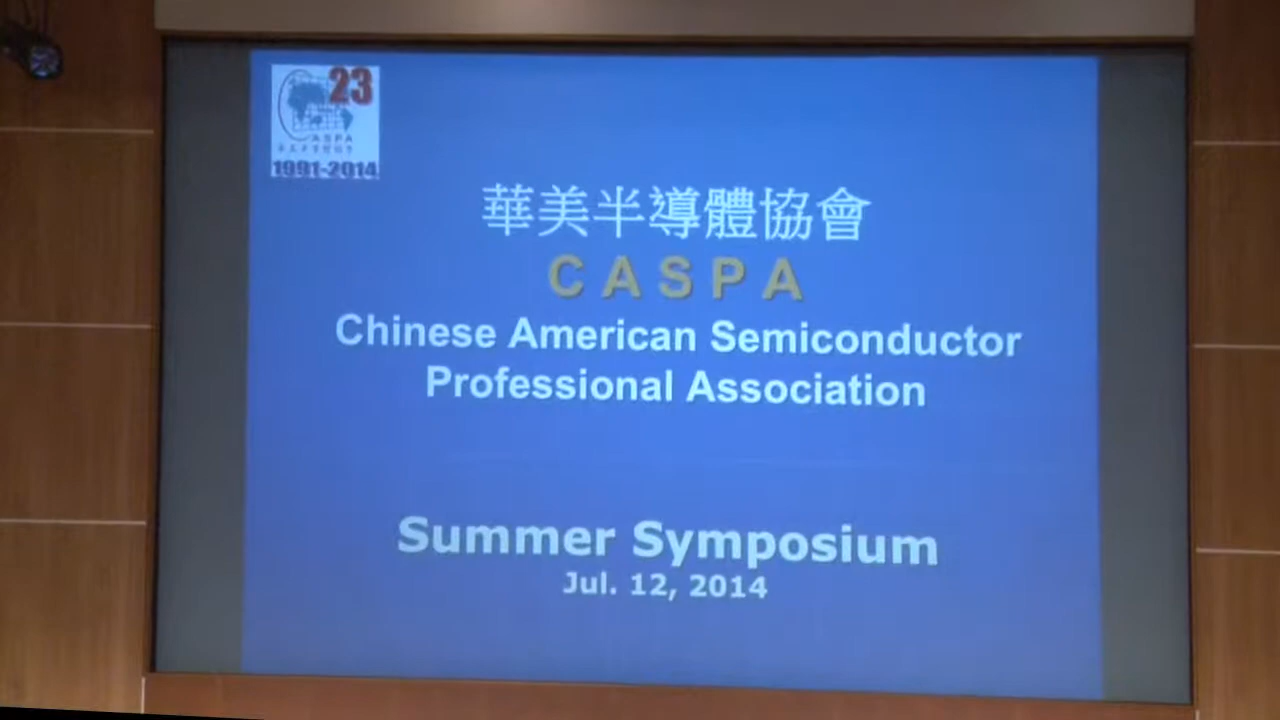 23
CASPA
1991-2014
華美半導體協會
CASPA
Chinese American Semiconductor
Professional Association
Summer Symposium
Jul. 12, 2014